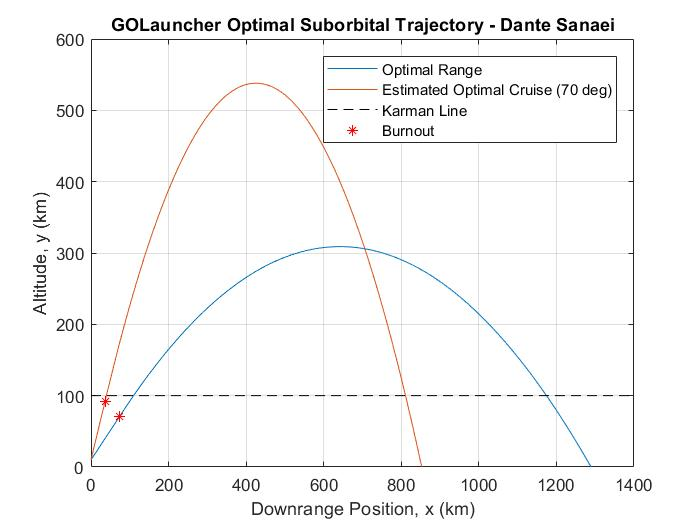 GOLauncher Optimal Suborbital Trajectory - Dante Sanaei
600
500
400
300
200
100
0
Altitude, y (km)
Optimal Range
Estimated Optimal Cruise (70 deg)
Karman Line
Burnout
0 200 400 600 800 1000 1200 1400
Downrange Position, x (km)